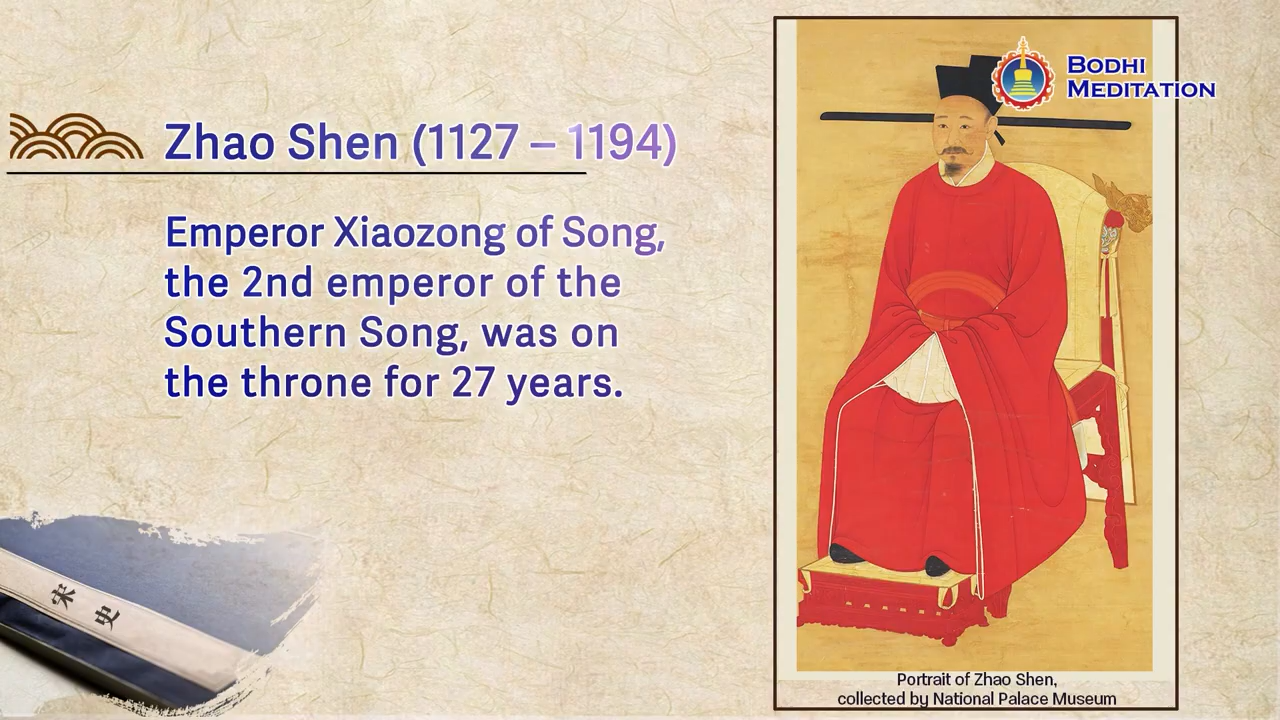 Zhao Shen (1127 – 1194)
Emperor Xiaozong of Song,
the 2nd emperor of the
Southern Song, was on
the throne for 27 years.
宋史
BODHI
MEDITATION
Portrait of Zhao Shen,
collected by National Palace Museum